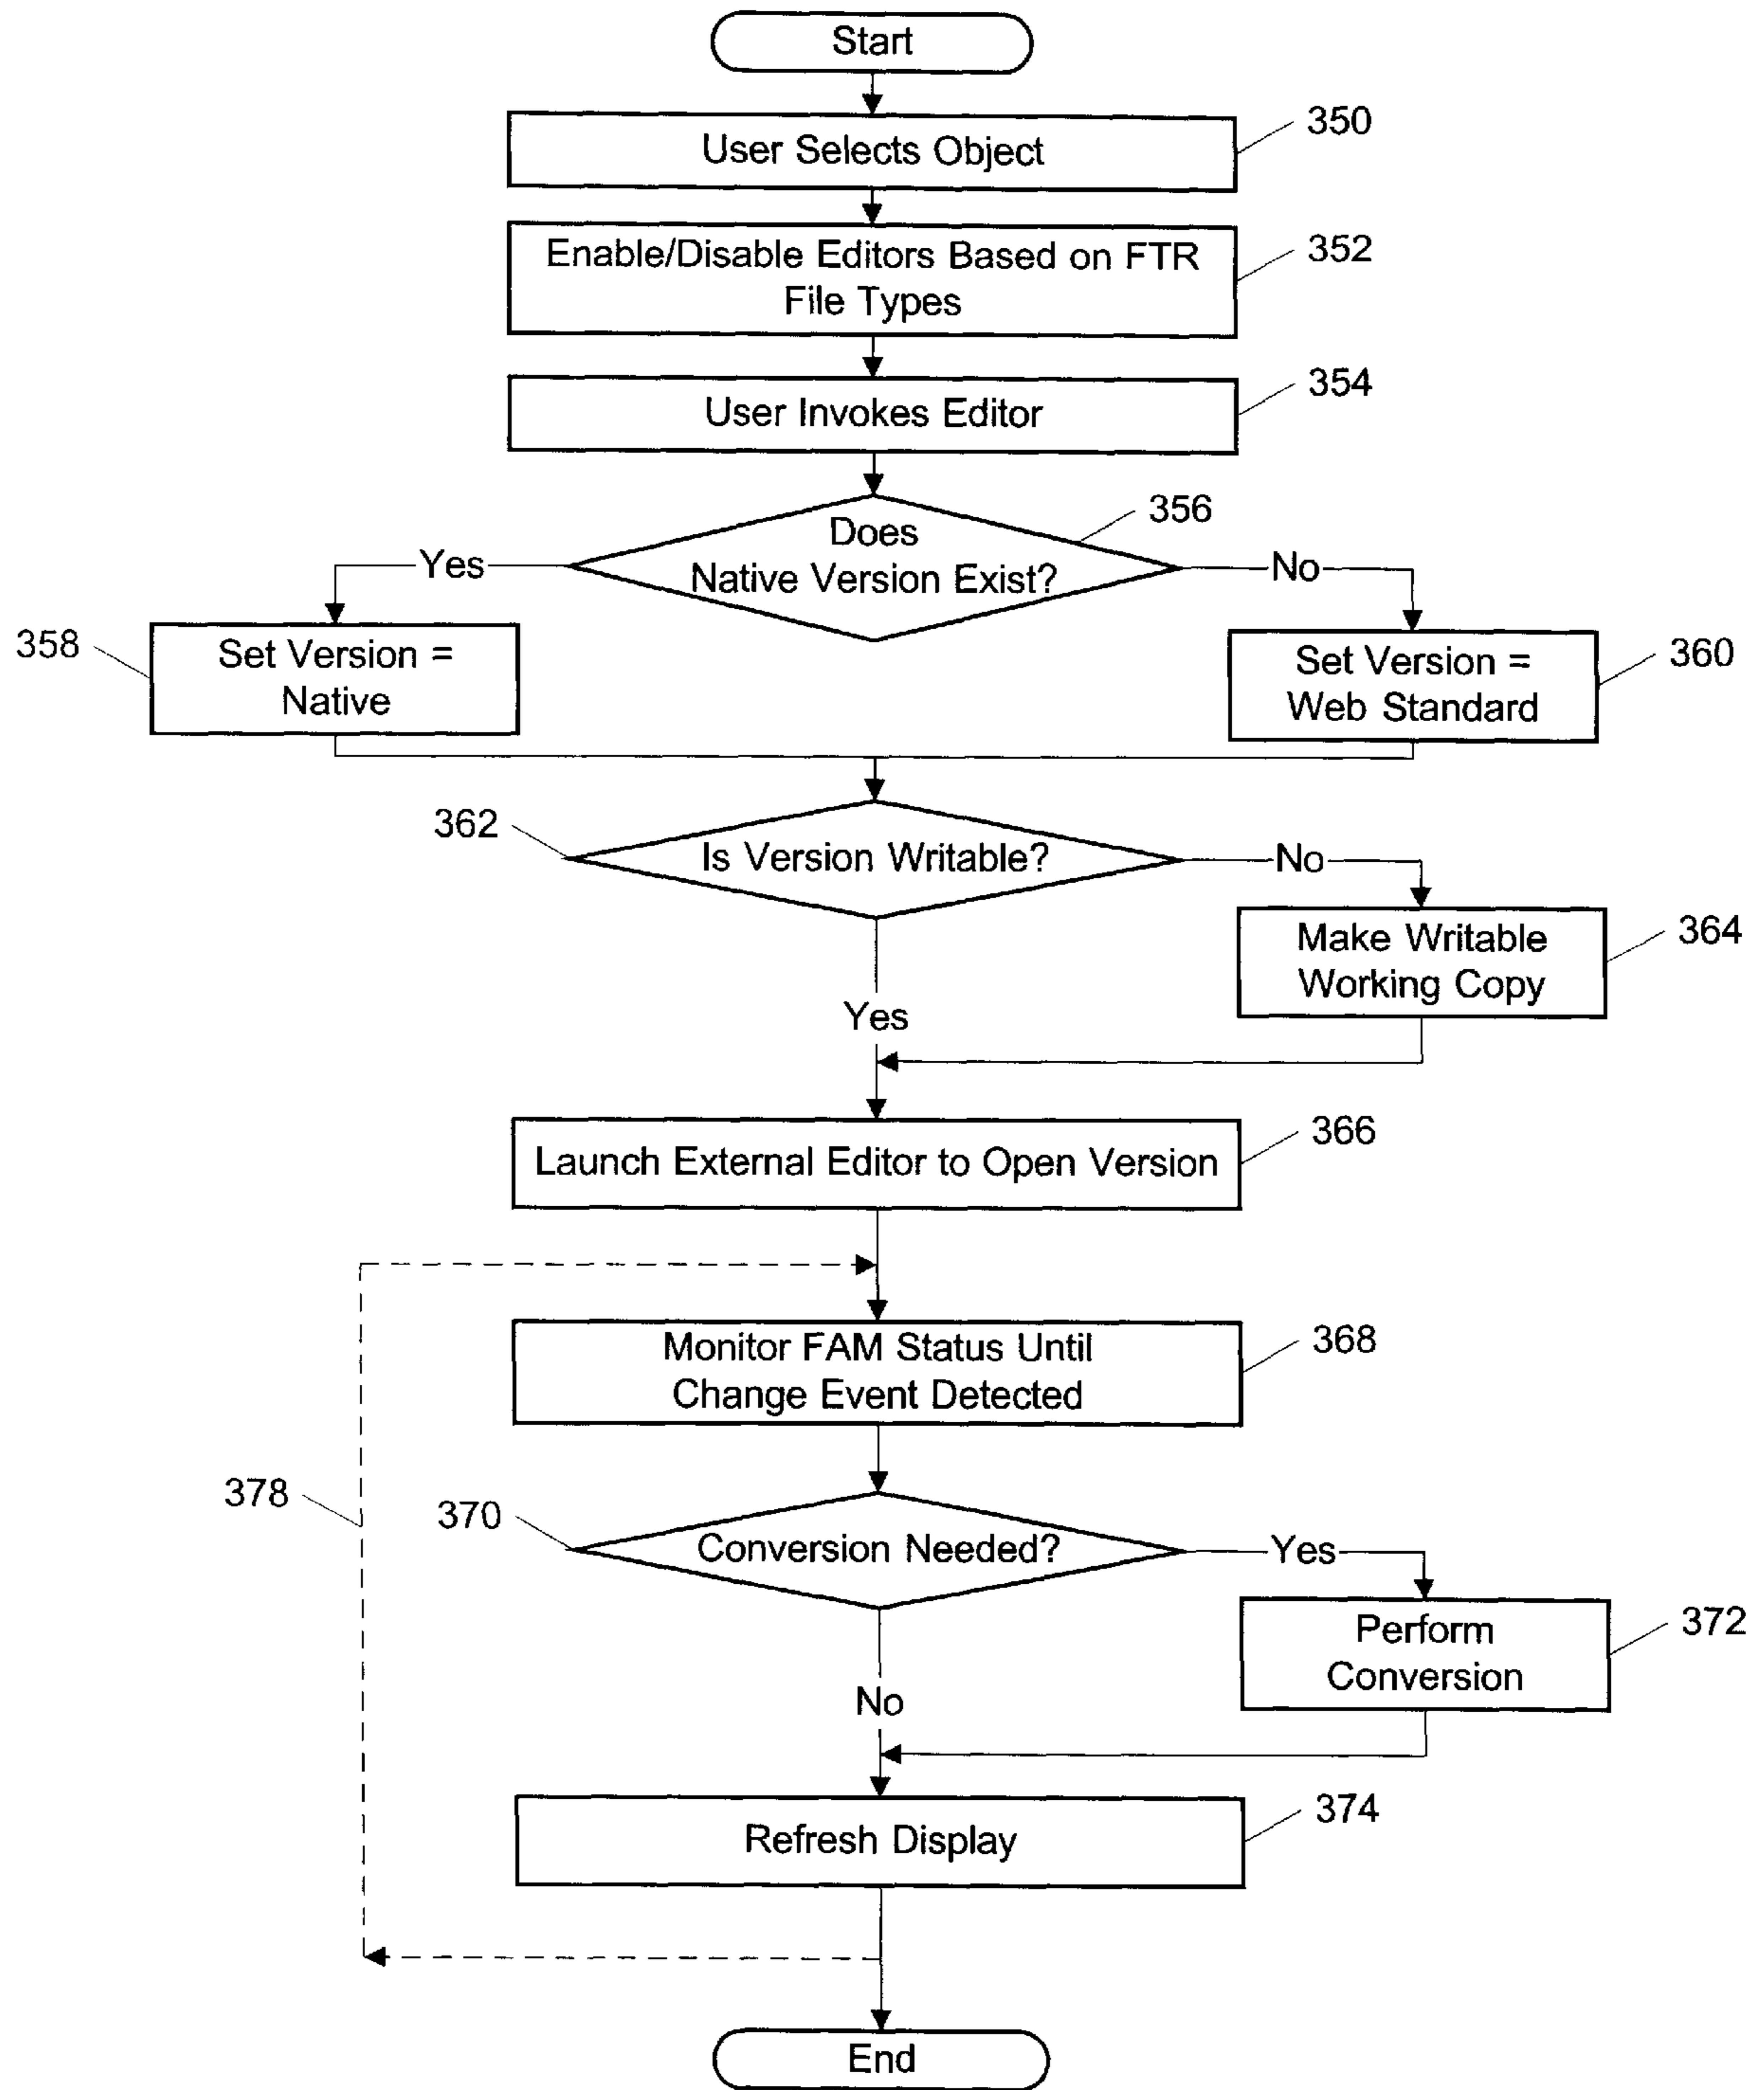 Start
User Selects Object
350
Enable/Disable Editors Based on FTR
File Types
352
User Invokes Editor
354
Does
Native Version Exist?
356
Yes
No
358
Set Version =
Native
Set Version =
Web Standard
360
362
Is Version Writable?
No
Make Writable
Working Copy
364
Yes
Launch External Editor to Open Version
366
Monitor FAM Status Until
Change Event Detected
368
378
370
Conversion Needed?
Yes
Perform
Conversion
372
No
Refresh Display
374
End